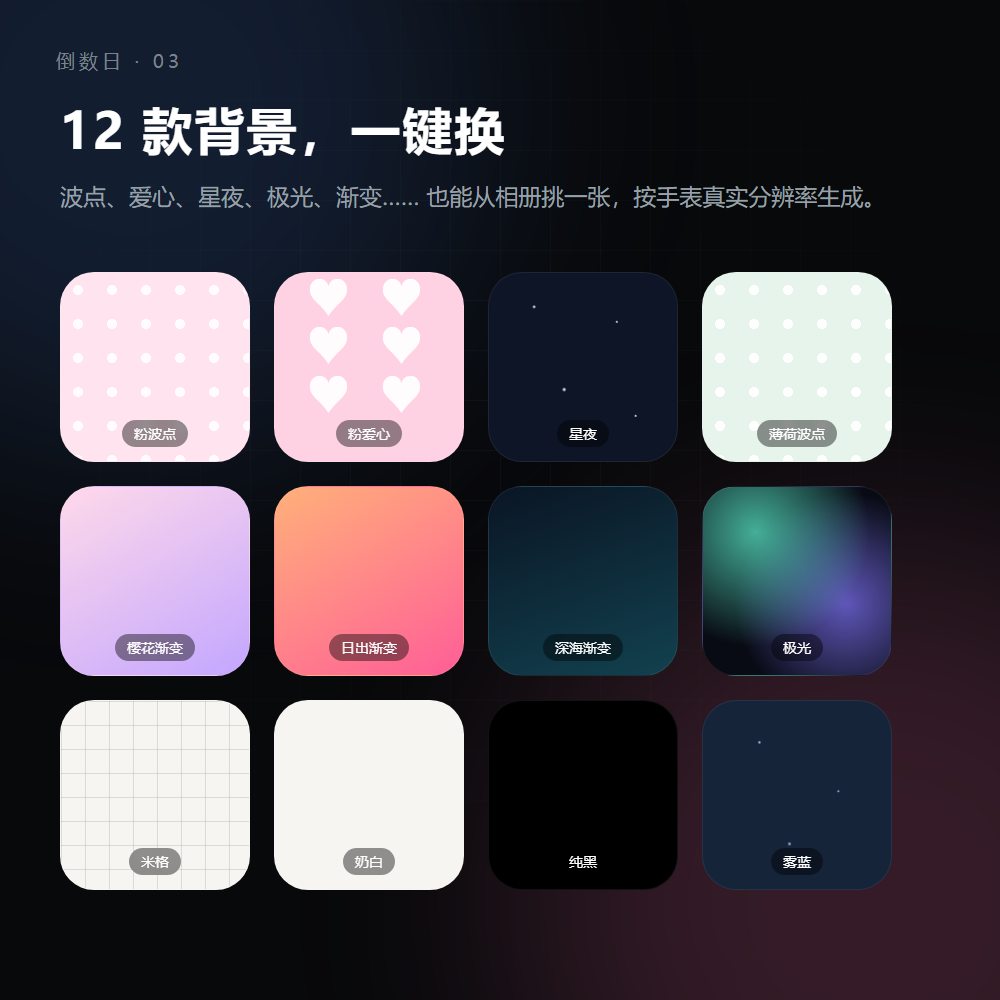 倒数日 · 03
12 款背景，一键换
波点、爱心、星夜、极光、渐变…… 也能从相册挑一张，按手表真实分辨率生成。
粉波点
粉爱心
星夜
薄荷波点
樱花渐变
日出渐变
深海渐变
极光
米格
奶白
纯黑
雾蓝